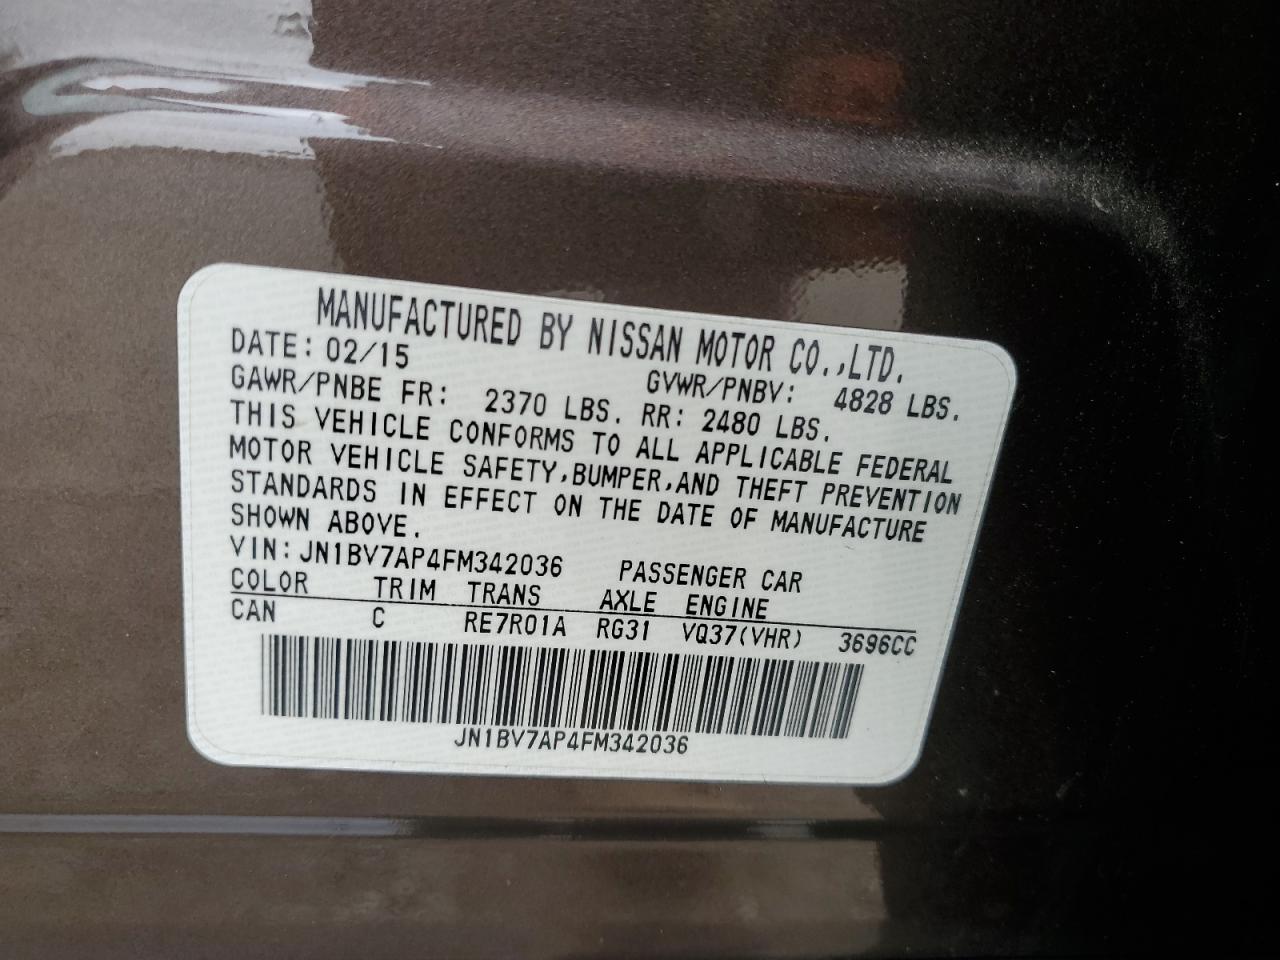 MANUFACTURED BY NISSAN MOTOR CO.,LTD.
DATE: 02/15 GVWR/PNBV: 4828 LBS.
GAWR/PNBE FR: 2370 LBS. RR: 2480 LBS.
THIS VEHICLE CONFORMS TO ALL APPLICABLE FEDERAL
MOTOR VEHICLE SAFETY,BUMPER,AND THEFT PREVENTION
STANDARDS IN EFFECT ON THE DATE OF MANUFACTURE
SHOWN ABOVE.
VIN: JN1BV7AP4FM342036 PASSENGER CAR
COLOR TRIM TRANS AXLE ENGINE
CAN C RE7R01A RG31 VQ37(VHR) 3696CC
JN1BV7AP4FM342036